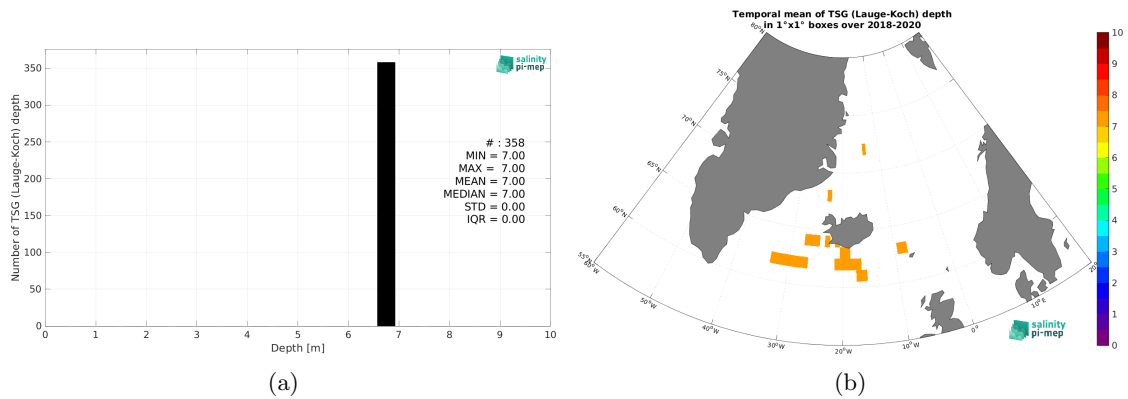 350
300
250
200
150
100
50
0
Number of TSG (Lauge-Koch) depth
# : 358
MIN = 7.00
MAX = 7.00
MEAN = 7.00
MEDIAN = 7.00
STD = 0.00
IQR = 0.00
salinity
pi-mep
0 1 2 3 4 5 6 7 8 9 10
Depth [m]
(a)
Temporal mean of TSG (Lauge-Koch) depth
in 1°x1° boxes over 2018-2020
80°N
75°N
70°N
65°N
60°N
55°N
60°W
50°W
40°W
30°W
20°W
10°W
0°
10°E
salinity
pi-mep
10
9
8
7
6
5
4
3
2
1
0
(b)